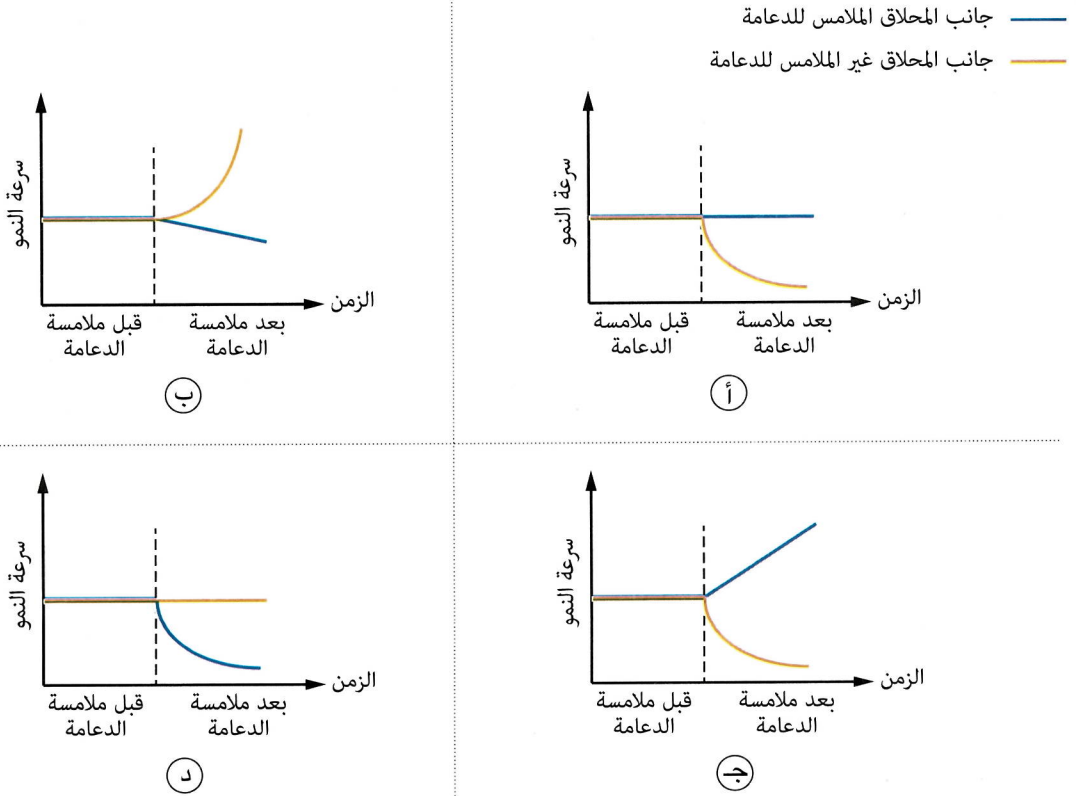 جانب المحلاق الملامس للدعامة
جانب المحلاق غير الملامس للدعامة
سرعة النمو
الزمن
قبل ملامسة الدعامة
بعد ملامسة الدعامة
أ
سرعة النمو
الزمن
قبل ملامسة الدعامة
بعد ملامسة الدعامة
ب
سرعة النمو
الزمن
قبل ملامسة الدعامة
بعد ملامسة الدعامة
جـ
سرعة النمو
الزمن
قبل ملامسة الدعامة
بعد ملامسة الدعامة
د